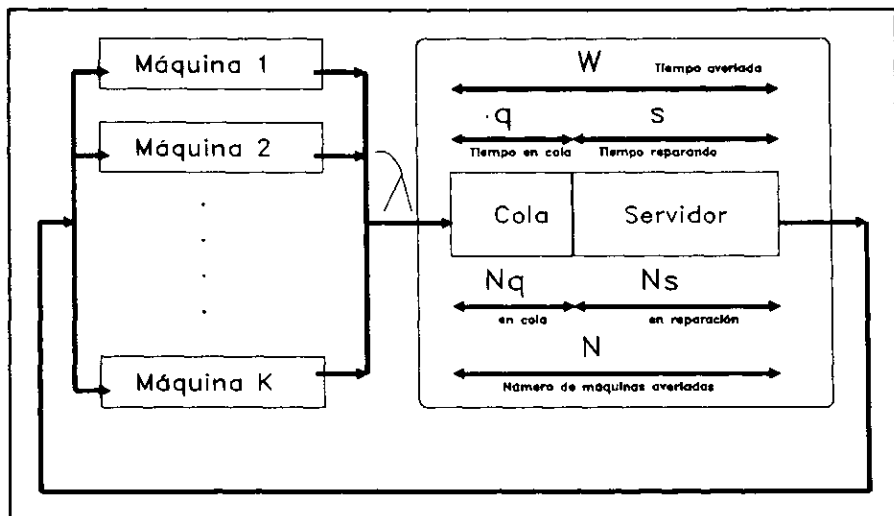 Máquina 1
Máquina 2
Máquina K
λ
W
Tiempo averiada
q
s
Tiempo en cola
Tiempo reparando
Cola
Servidor
Nq
Ns
en cola
en reparación
N
Número de máquinas averiadas